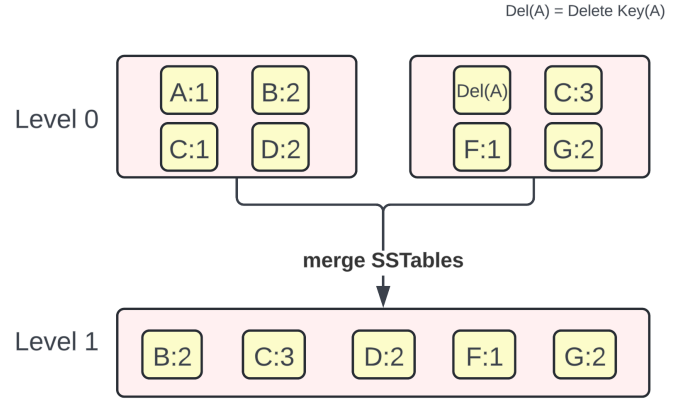 Del(A) = Delete Key(A)
Level 0
A:1 B:2
C:1 D:2
Del(A) C:3
F:1 G:2
merge SSTables
Level 1
B:2 C:3 D:2 F:1 G:2